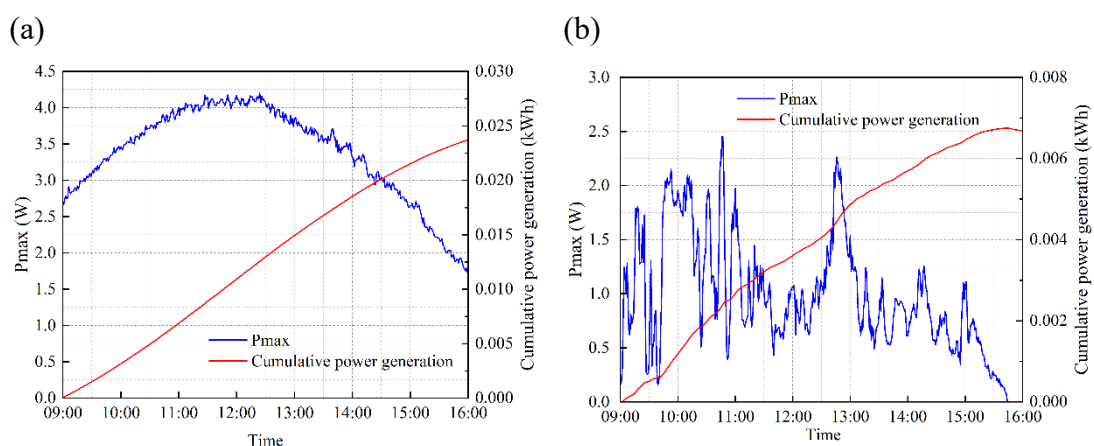 (a)
4.5
4.0
3.5
3.0
2.5
2.0
1.5
1.0
0.5
0.0
Pmax (W)
0.030
0.025
0.020
0.015
0.010
0.005
0.000
Cumulative power generation (kWh)
Pmax
Cumulative power generation
09:00 10:00 11:00 12:00 13:00 14:00 15:00 16:00
Time
(b)
3.0
2.5
2.0
1.5
1.0
0.5
0.0
Pmax (W)
0.008
0.006
0.004
0.002
0.000
Cumulative power generation (kWh)
Pmax
Cumulative power generation
09:00 10:00 11:00 12:00 13:00 14:00 15:00 16:00
Time